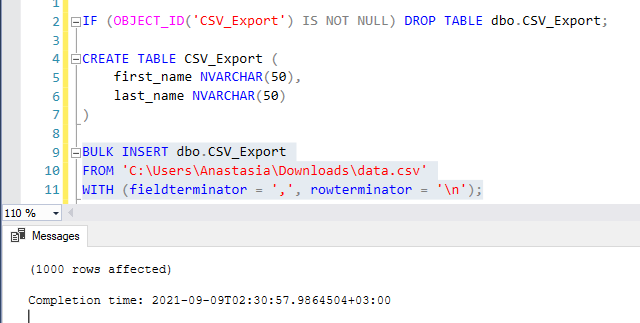 1
2 IF (OBJECT_ID('CSV_Export') IS NOT NULL) DROP TABLE dbo.CSV_Export;
3
4 CREATE TABLE CSV_Export (
5 first_name NVARCHAR(50),
6 last_name NVARCHAR(50)
7 )
8
9 BULK INSERT dbo.CSV_Export
10 FROM 'C:\Users\Anastasia\Downloads\data.csv'
11 WITH (fieldterminator = ',', rowterminator = '\n');
110 %
Messages
(1000 rows affected)
Completion time: 2021-09-09T02:30:57.9864504+03:00